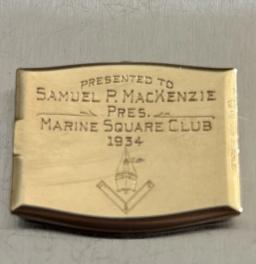 PRESENTED TO
SAMUEL P. MACKENZIE
PRES.
MARINE SQUARE CLUB
1934